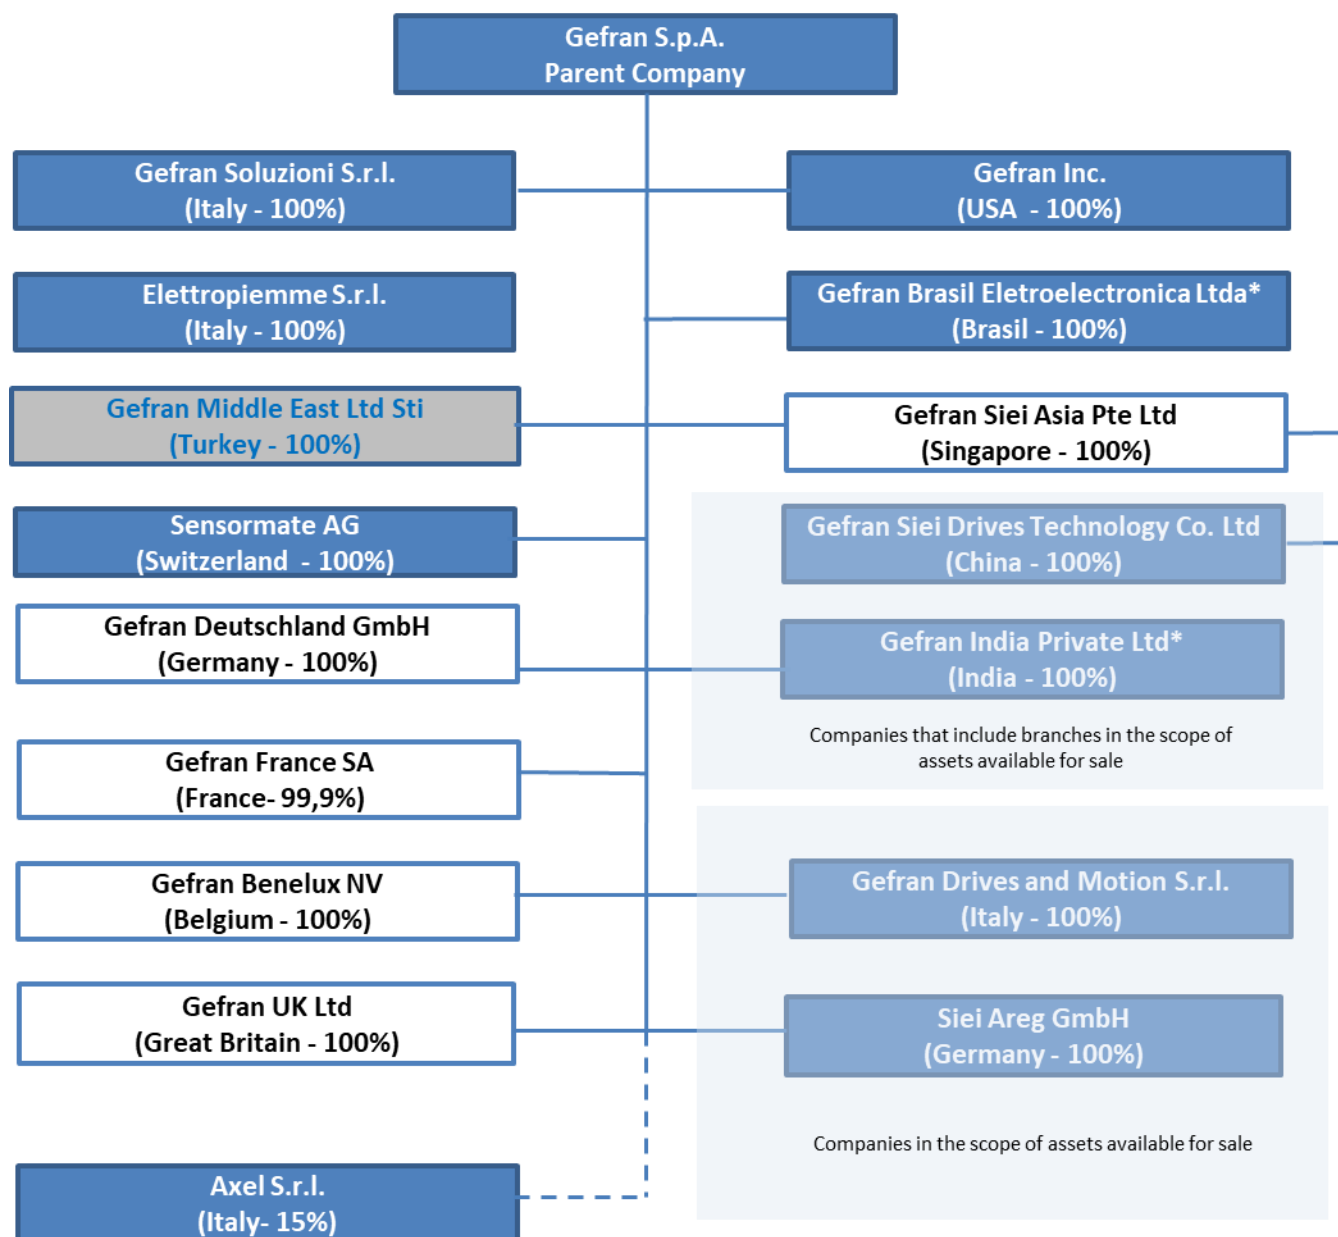 Gefran S.p.A.
Parent Company
Gefran Soluzioni S.r.l.
(Italy - 100%)
Gefran Inc.
(USA - 100%)
Elettropiemme S.r.l.
(Italy - 100%)
Gefran Brasil Eletroelectronica Ltda*
(Brasil - 100%)
Gefran Middle East Ltd Sti
(Turkey - 100%)
Gefran Siei Asia Pte Ltd
(Singapore - 100%)
Sensormate AG
(Switzerland - 100%)
Gefran Siei Drives Technology Co. Ltd
(China - 100%)
Gefran Deutschland GmbH
(Germany - 100%)
Gefran India Private Ltd*
(India - 100%)
Companies that include branches in the scope of
assets available for sale
Gefran France SA
(France- 99,9%)
Gefran Benelux NV
(Belgium - 100%)
Gefran Drives and Motion S.r.l.
(Italy - 100%)
Gefran UK Ltd
(Great Britain - 100%)
Siei Areg GmbH
(Germany - 100%)
Companies in the scope of assets available for sale
Axel S.r.l.
(Italy- 15%)